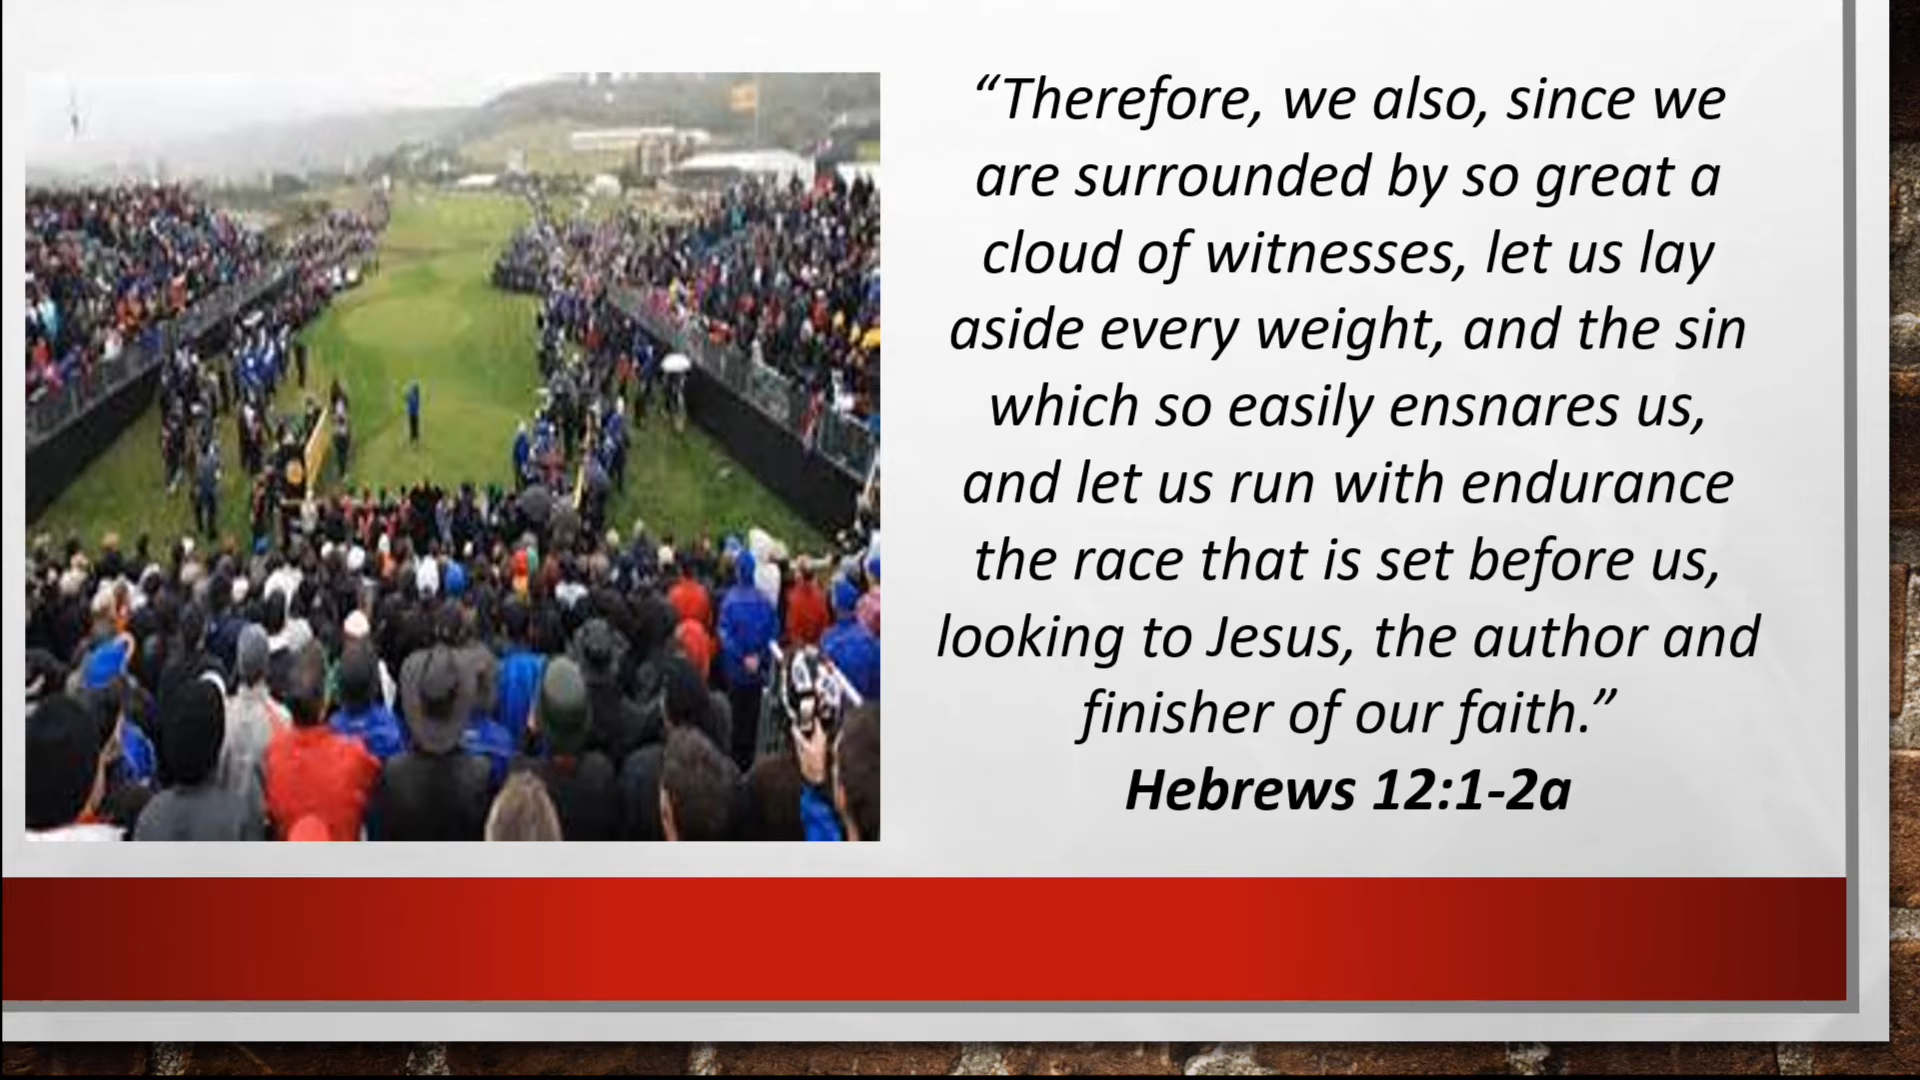 “Therefore, we also, since we
are surrounded by so great a
cloud of witnesses, let us lay
aside every weight, and the sin
which so easily ensnares us,
and let us run with endurance
the race that is set before us,
looking to Jesus, the author and
finisher of our faith.”
Hebrews 12:1-2a